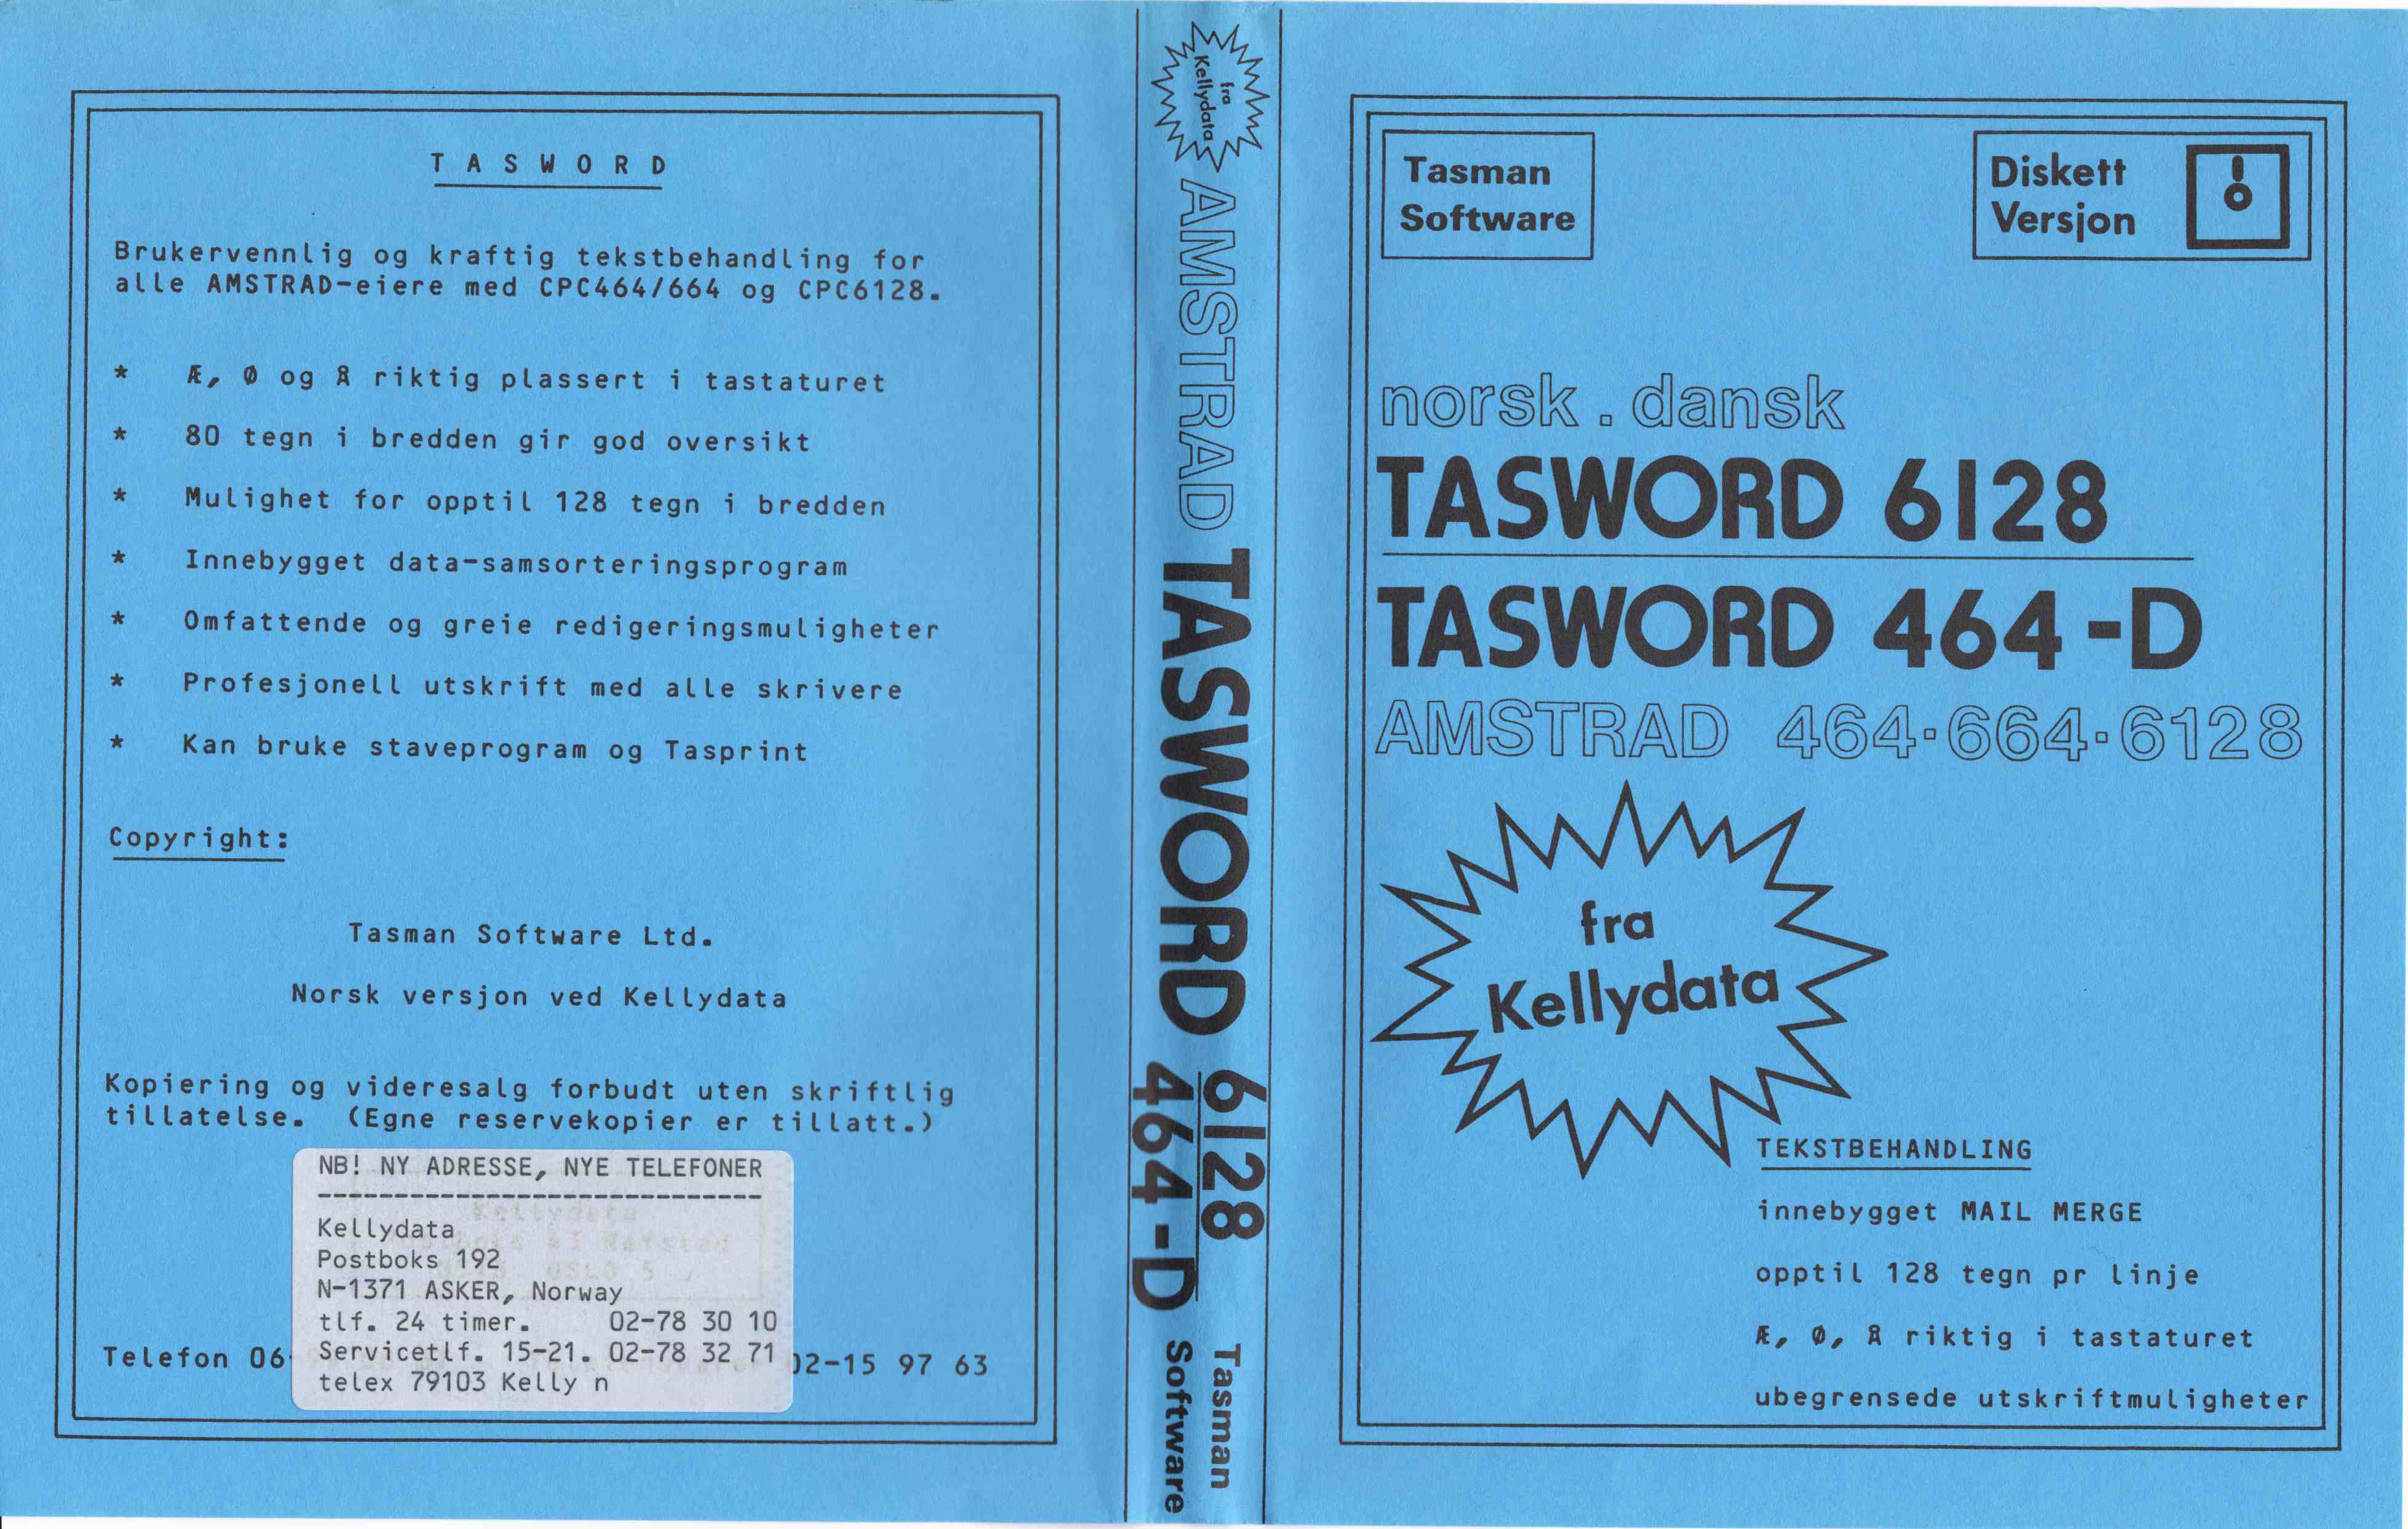 T A S W O R D
Brukervennlig og kraftig tekstbehandling for
alle AMSTRAD-eiere med CPC464/664 og CPC6128.
* Æ, Ø og Å riktig plassert i tastaturet
* 80 tegn i bredden gir god oversikt
* Mulighet for opptil 128 tegn i bredden
* Innebygget data-samsorteringsprogram
* Omfattende og greie redigeringsmuligheter
* Profesjonell utskrift med alle skrivere
* Kan bruke staveprogram og Tasprint
Copyright:
Tasman Software Ltd.
Norsk versjon ved Kellydata
Kopiering og videresalg forbudt uten skriftlig
tillatelse. (Egne reservekopier er tillatt.)
NB! NY ADRESSE, NYE TELEFONER
------------------------------
Kellydata
Postboks 192
N-1371 ASKER, Norway
tlf. 24 timer. 02-78 30 10
Servicetlf. 15-21. 02-78 32 71
telex 79103 Kelly n
Telefon 06 02-15 97 63
fra
Kellydata
AMSTRAD TASWORD 6128
464-D
Tasman
Software
Tasman
Software
Diskett
Versjon
norsk . dansk
TASWORD 6128
TASWORD 464-D
AMSTRAD 464·664·6128
fra
Kellydata
TEKSTBEHANDLING
innebygget MAIL MERGE
opptil 128 tegn pr linje
Æ, Ø, Å riktig i tastaturet
ubegrensede utskriftmuligheter